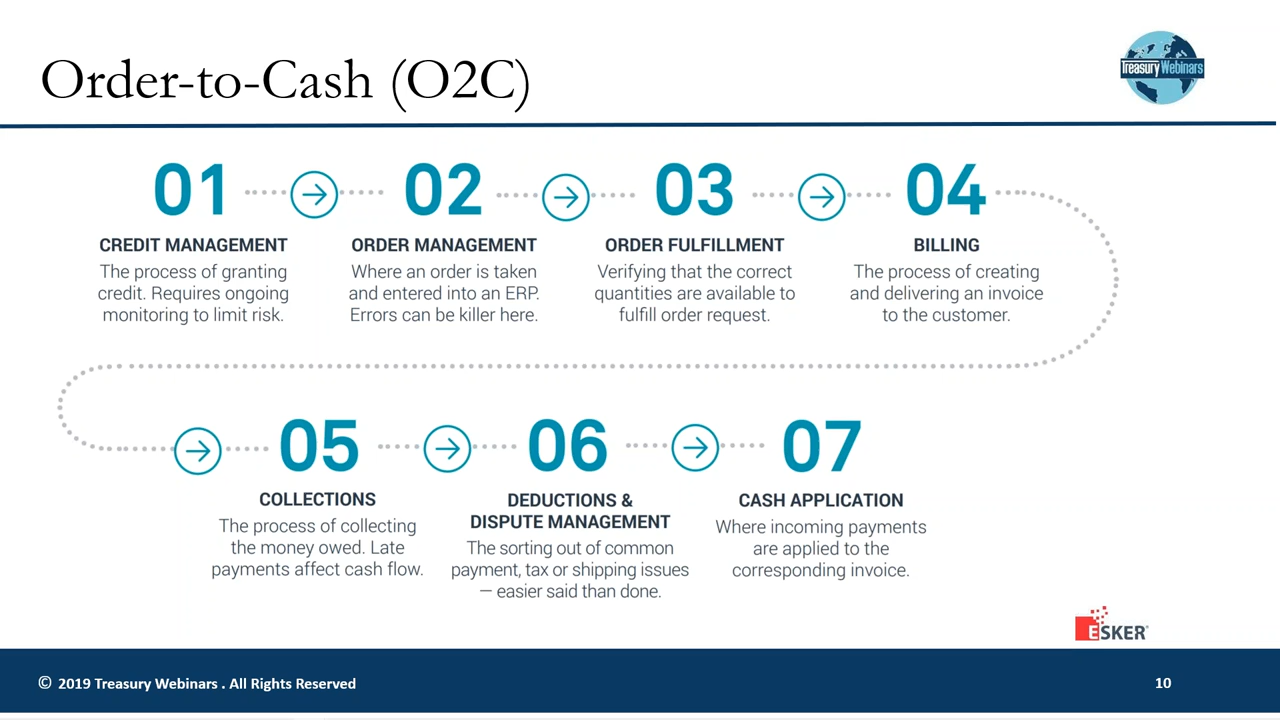 Order-to-Cash (O2C)
Treasury Webinars
01
02
03
04
CREDIT MANAGEMENT
The process of granting
credit. Requires ongoing
monitoring to limit risk.
ORDER MANAGEMENT
Where an order is taken
and entered into an ERP.
Errors can be killer here.
ORDER FULFILLMENT
Verifying that the correct
quantities are available to
fulfill order request.
BILLING
The process of creating
and delivering an invoice
to the customer.
05
06
07
COLLECTIONS
The process of collecting
the money owed. Late
payments affect cash flow.
DEDUCTIONS &
DISPUTE MANAGEMENT
The sorting out of common
payment, tax or shipping issues
— easier said than done.
CASH APPLICATION
Where incoming payments
are applied to the
corresponding invoice.
ESKER®
© 2019 Treasury Webinars . All Rights Reserved
10